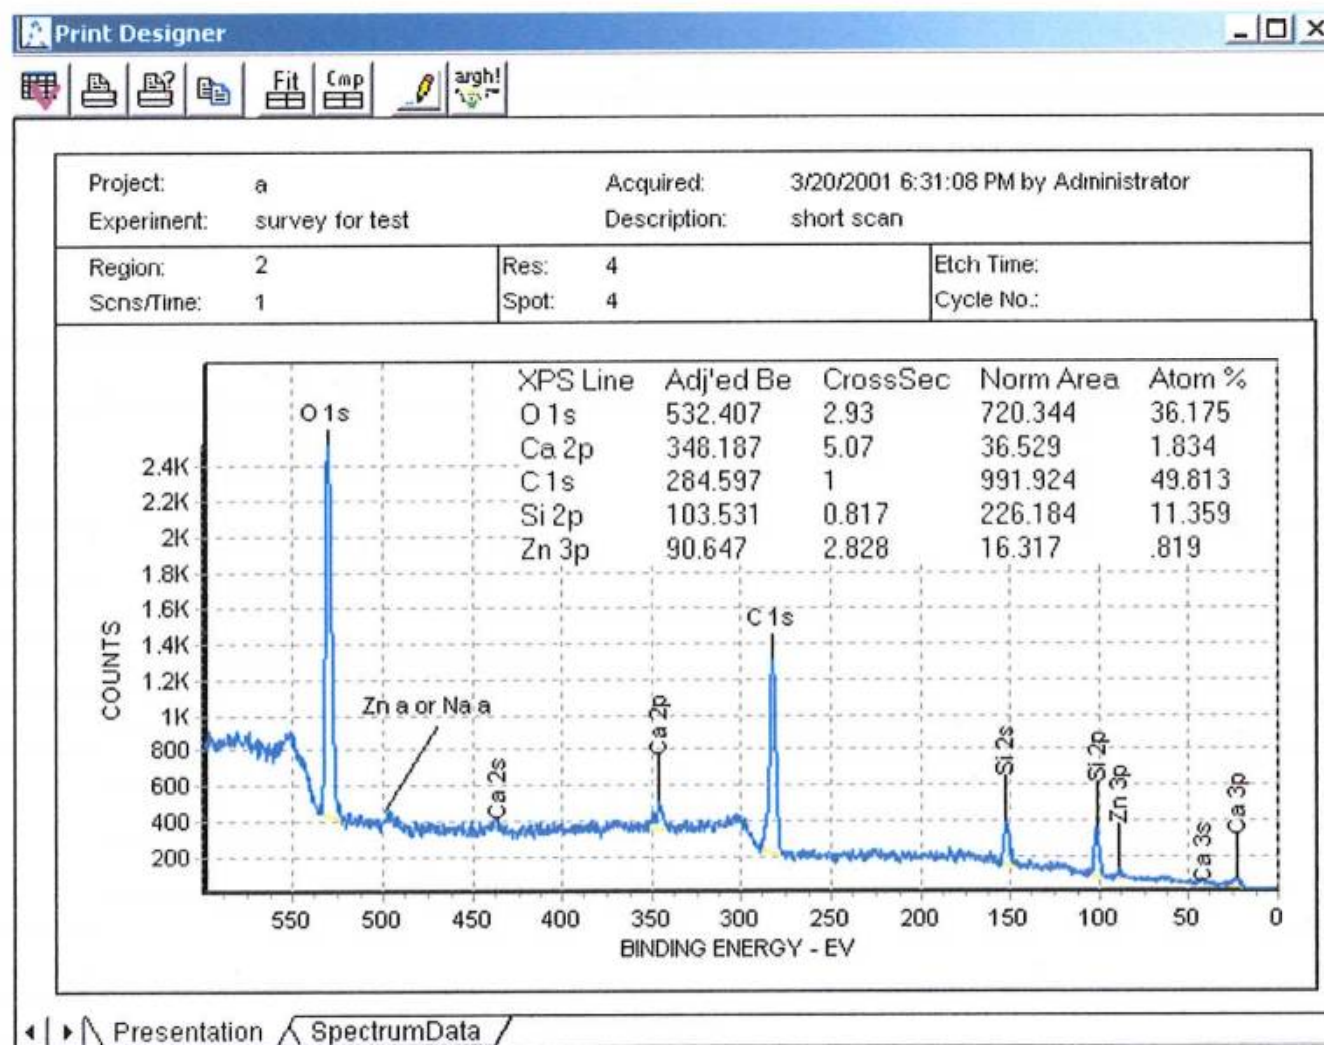 Print Designer
Fit Cmp argh!
Project: a Acquired: 3/20/2001 6:31:08 PM by Administrator
Experiment: survey for test Description: short scan
Region: 2 Res: 4 Etch Time:
Scns/Time: 1 Spot: 4 Cycle No.:
XPS Line Adj'ed Be CrossSec Norm Area Atom %
O 1s 532.407 2.93 720.344 36.175
Ca 2p 348.187 5.07 36.529 1.834
C 1s 284.597 1 991.924 49.813
Si 2p 103.531 0.817 226.184 11.359
Zn 3p 90.647 2.828 16.317 .819
O 1s
Zn a or Na a
Ca 2s
Ca 2p
C 1s
Si 2s
Si 2p
Zn 3p
Ca 3s
Ca 3p
COUNTS
2.4K
2.2K
2K
1.8K
1.6K
1.4K
1.2K
1K
800
600
400
200
550 500 450 400 350 300 250 200 150 100 50 0
BINDING ENERGY - EV
Presentation SpectrumData